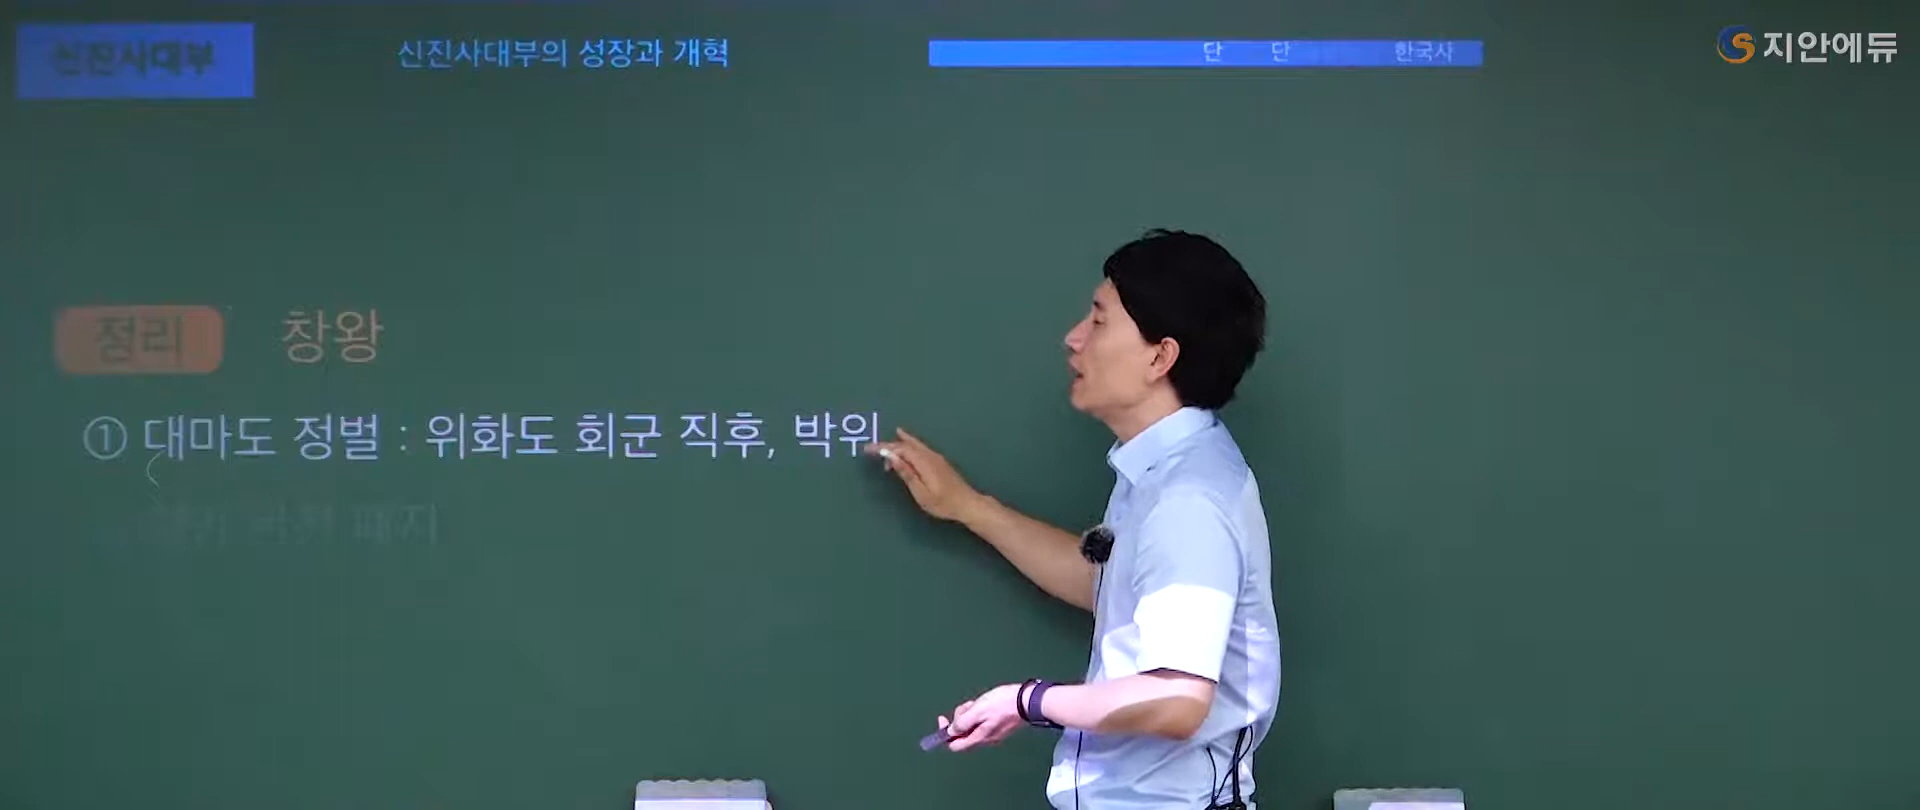 신진사대부
신진사대부의 성장과 개혁
단 단 한국사
지안에듀
정리 창왕
① 대마도 정벌 : 위화도 회군 직후, 박위
폐지